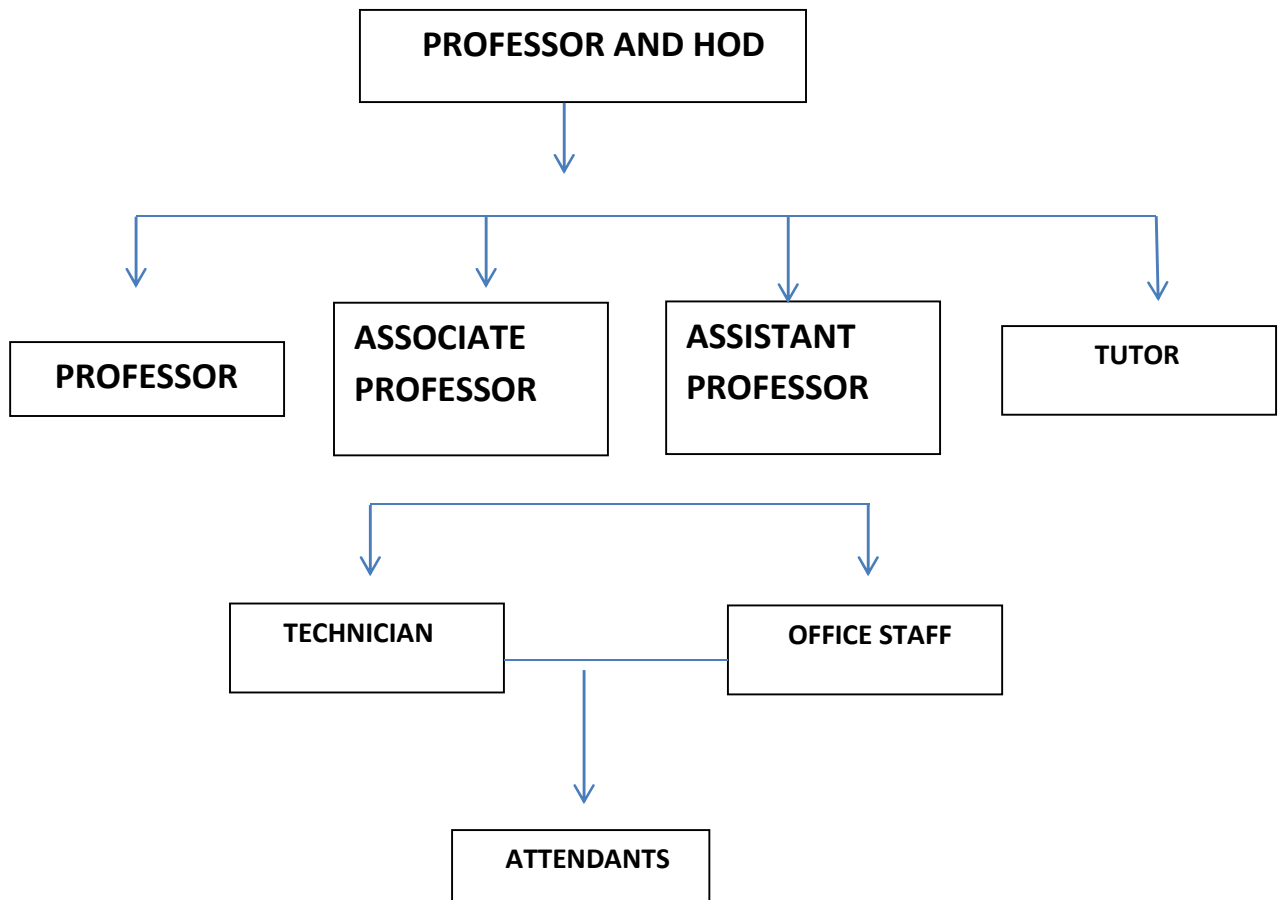 PROFESSOR AND HOD
PROFESSOR
ASSOCIATE
PROFESSOR
ASSISTANT
PROFESSOR
TUTOR
TECHNICIAN
OFFICE STAFF
ATTENDANTS